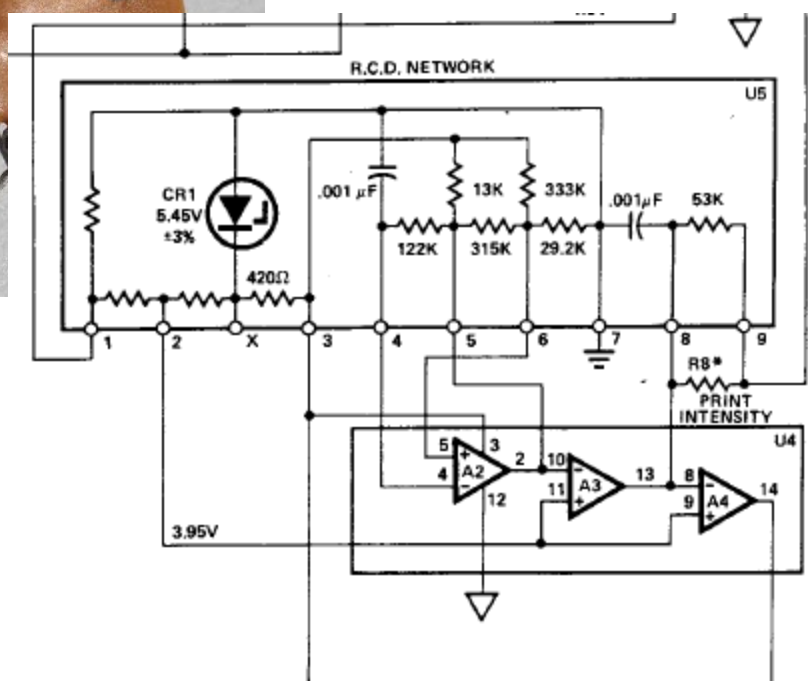 R.C.D. NETWORK
U5
CR1
5.45V
±3%
.001 µF
13K
333K
.001µF
53K
122K
315K
29.2K
420Ω
1
2
X
3
4
5
6
7
8
9
R8*
PRINT
INTENSITY
U4
5
+
3
2
10
−
A2
4
−
12
11
+
A3
13
8
−
9
+
A4
14
3.95V